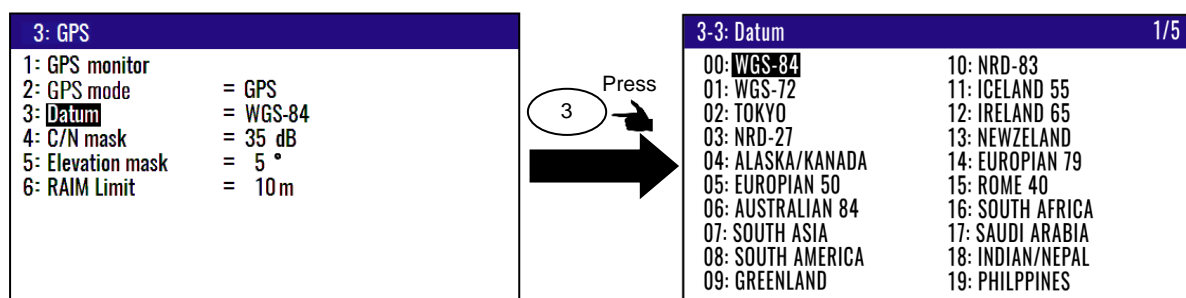 3: GPS
1: GPS monitor
2: GPS mode = GPS
3: Datum = WGS-84
4: C/N mask = 35 dB
5: Elevation mask = 5 °
6: RAIM Limit = 10 m
Press
3
3-3: Datum 1/5
00: WGS-84 10: NRD-83
01: WGS-72 11: ICELAND 55
02: TOKYO 12: IRELAND 65
03: NRD-27 13: NEWZELAND
04: ALASKA/KANADA 14: EUROPIAN 79
05: EUROPIAN 50 15: ROME 40
06: AUSTRALIAN 84 16: SOUTH AFRICA
07: SOUTH ASIA 17: SAUDI ARABIA
08: SOUTH AMERICA 18: INDIAN/NEPAL
09: GREENLAND 19: PHILPPINES